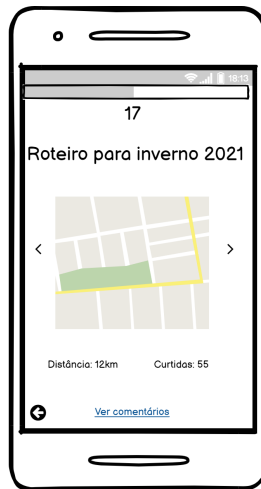 18:13
17
Roteiro para inverno 2021
Distância: 12km Curtidas: 55
Ver comentários